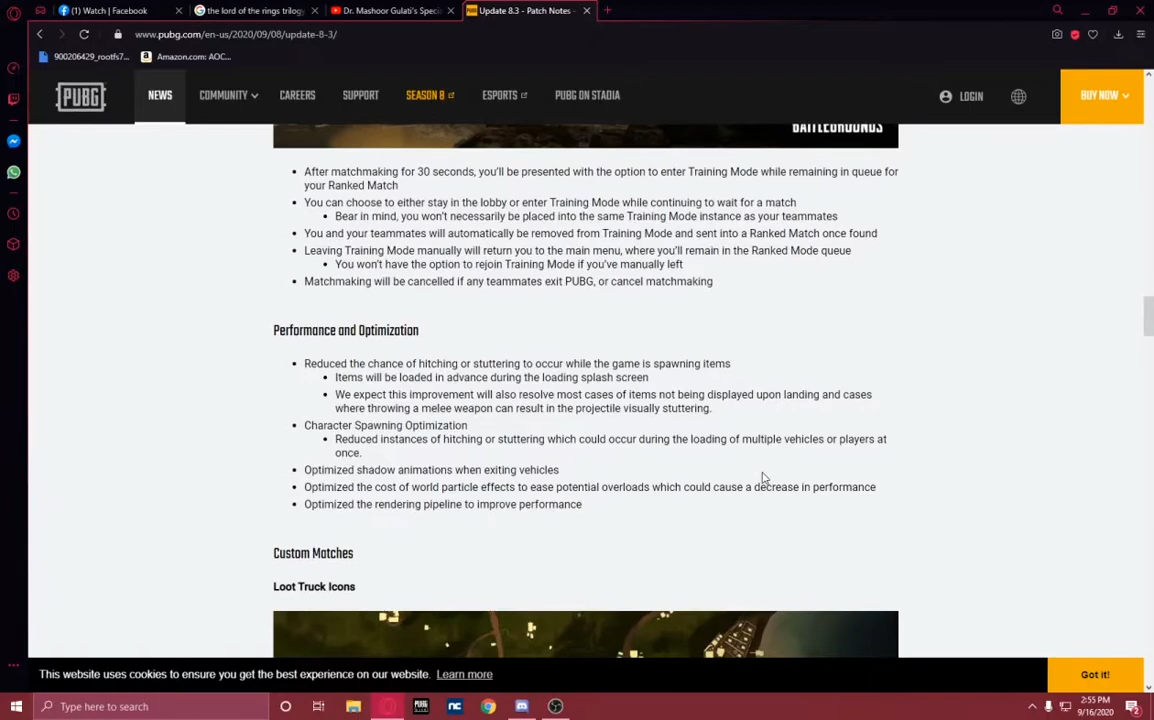 (1) Watch | Facebook
the lord of the rings trilogy
Dr. Mashoor Gulati's Speci
Update 8.3 - Patch Notes -
www.pubg.com/en-us/2020/09/08/update-8-3/
900206429_rootfs7...
Amazon.com: AOC...
PUBG
NEWS
COMMUNITY
CAREERS
SUPPORT
SEASON 8
ESPORTS
PUBG ON STADIA
LOGIN
BUY NOW
BATTLEGROUNDS
After matchmaking for 30 seconds, you'll be presented with the option to enter Training Mode while remaining in queue for
your Ranked Match
You can choose to either stay in the lobby or enter Training Mode while continuing to wait for a match
Bear in mind, you won't necessarily be placed into the same Training Mode instance as your teammates
You and your teammates will automatically be removed from Training Mode and sent into a Ranked Match once found
Leaving Training Mode manually will return you to the main menu, where you'll remain in the Ranked Mode queue
You won't have the option to rejoin Training Mode if you've manually left
Matchmaking will be cancelled if any teammates exit PUBG, or cancel matchmaking
Performance and Optimization
Reduced the chance of hitching or stuttering to occur while the game is spawning items
Items will be loaded in advance during the loading splash screen
We expect this improvement will also resolve most cases of items not being displayed upon landing and cases
where throwing a melee weapon can result in the projectile visually stuttering.
Character Spawning Optimization
Reduced instances of hitching or stuttering which could occur during the loading of multiple vehicles or players at
once.
Optimized shadow animations when exiting vehicles
Optimized the cost of world particle effects to ease potential overloads which could cause a decrease in performance
Optimized the rendering pipeline to improve performance
Custom Matches
Loot Truck Icons
This website uses cookies to ensure you get the best experience on our website. Learn more
Got it!
Type here to search
2:55 PM
9/16/2020
2